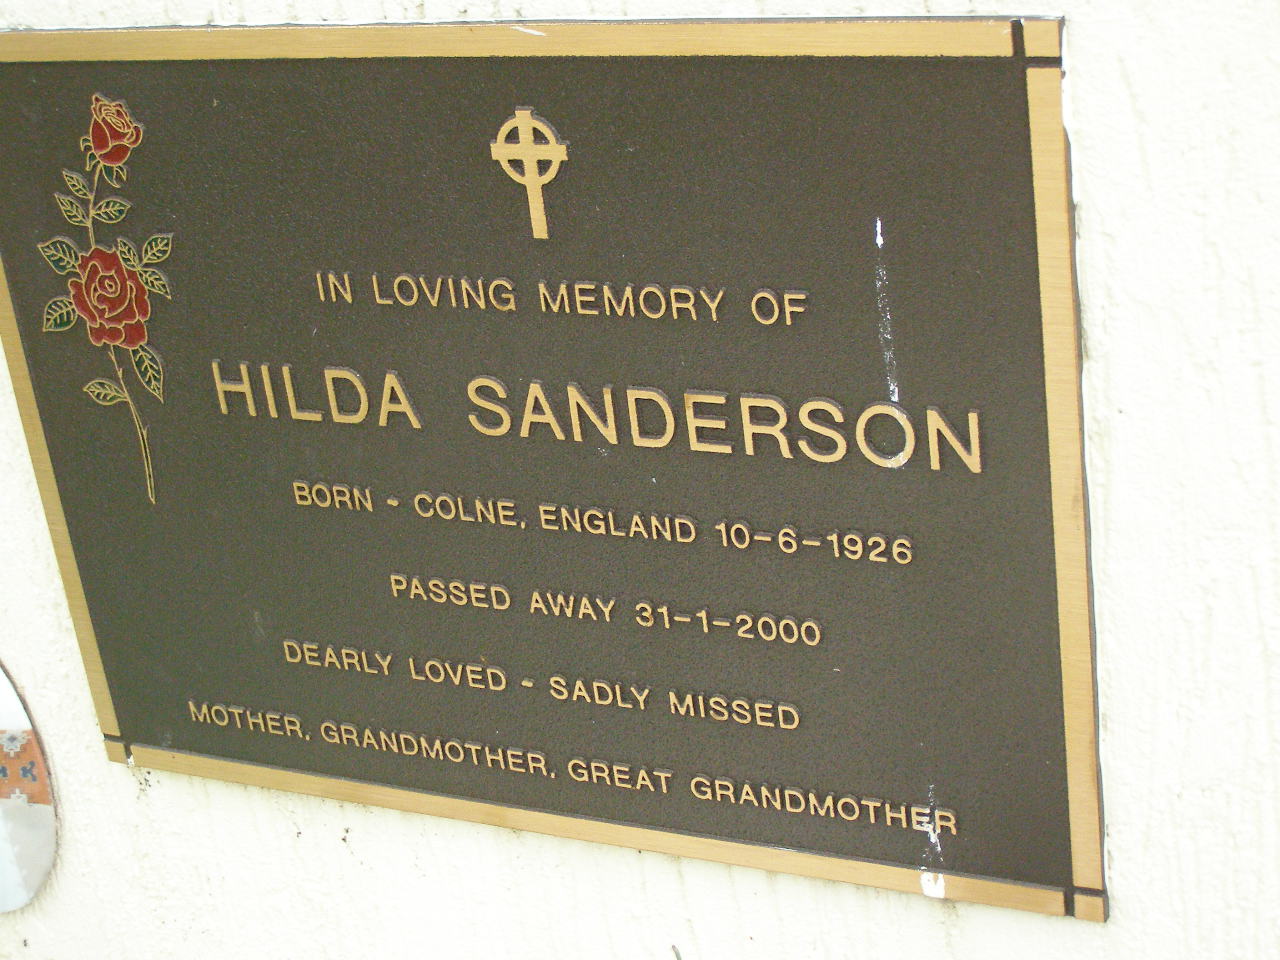 IN LOVING MEMORY OF
HILDA SANDERSON
BORN - COLNE, ENGLAND 10-6-1926
PASSED AWAY 31-1-2000
DEARLY LOVED - SADLY MISSED
MOTHER, GRANDMOTHER, GREAT GRANDMOTHER